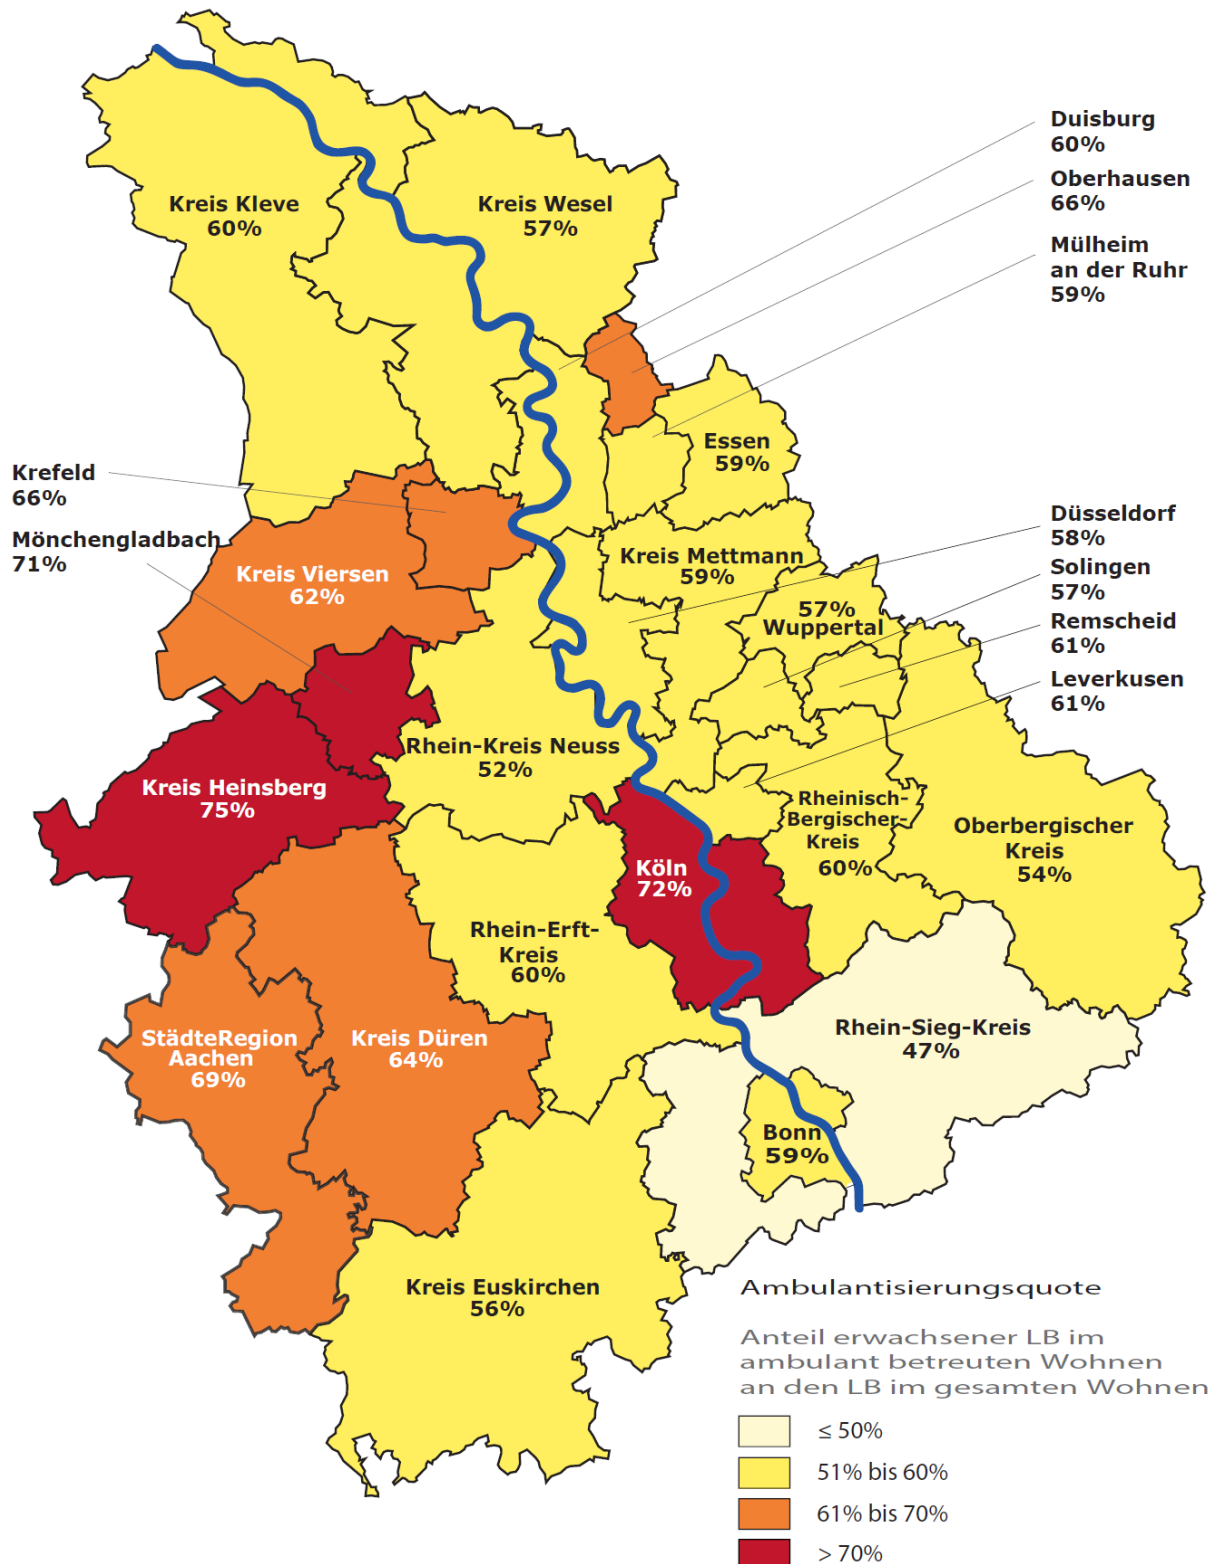 Duisburg
60%
Oberhausen
66%
Mülheim
an der Ruhr
59%
Kreis Kleve
60%
Kreis Wesel
57%
Essen
59%
Krefeld
66%
Mönchengladbach
71%
Düsseldorf
58%
Solingen
57%
Remscheid
61%
Leverkusen
61%
Kreis Viersen
62%
Kreis Mettmann
59%
57%
Wuppertal
Rhein-Kreis Neuss
52%
Kreis Heinsberg
75%
Rheinisch-
Bergischer-
Kreis
60%
Oberbergischer
Kreis
54%
Köln
72%
Rhein-Erft-
Kreis
60%
StädteRegion
Aachen
69%
Kreis Düren
64%
Rhein-Sieg-Kreis
47%
Bonn
59%
Kreis Euskirchen
56%
Ambulantisierungsquote
Anteil erwachsener LB im
ambulant betreuten Wohnen
an den LB im gesamten Wohnen
≤ 50%
51% bis 60%
61% bis 70%
> 70%